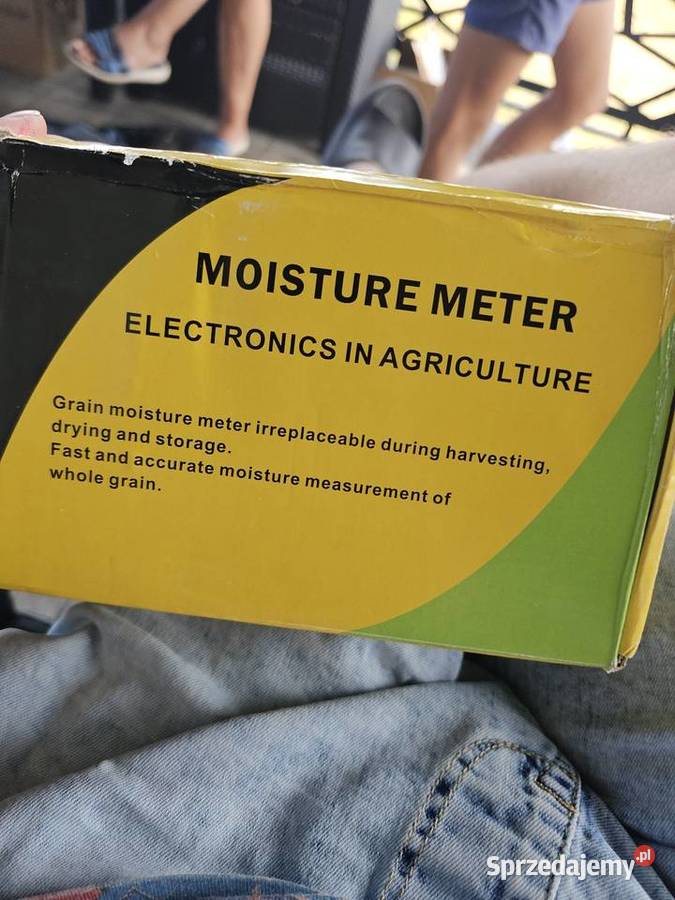 MOISTURE METER
ELECTRONICS IN AGRICULTURE
Grain moisture meter irreplaceable during harvesting,
drying and storage.
Fast and accurate moisture measurement of
whole grain.
Sprzedajemy.pl